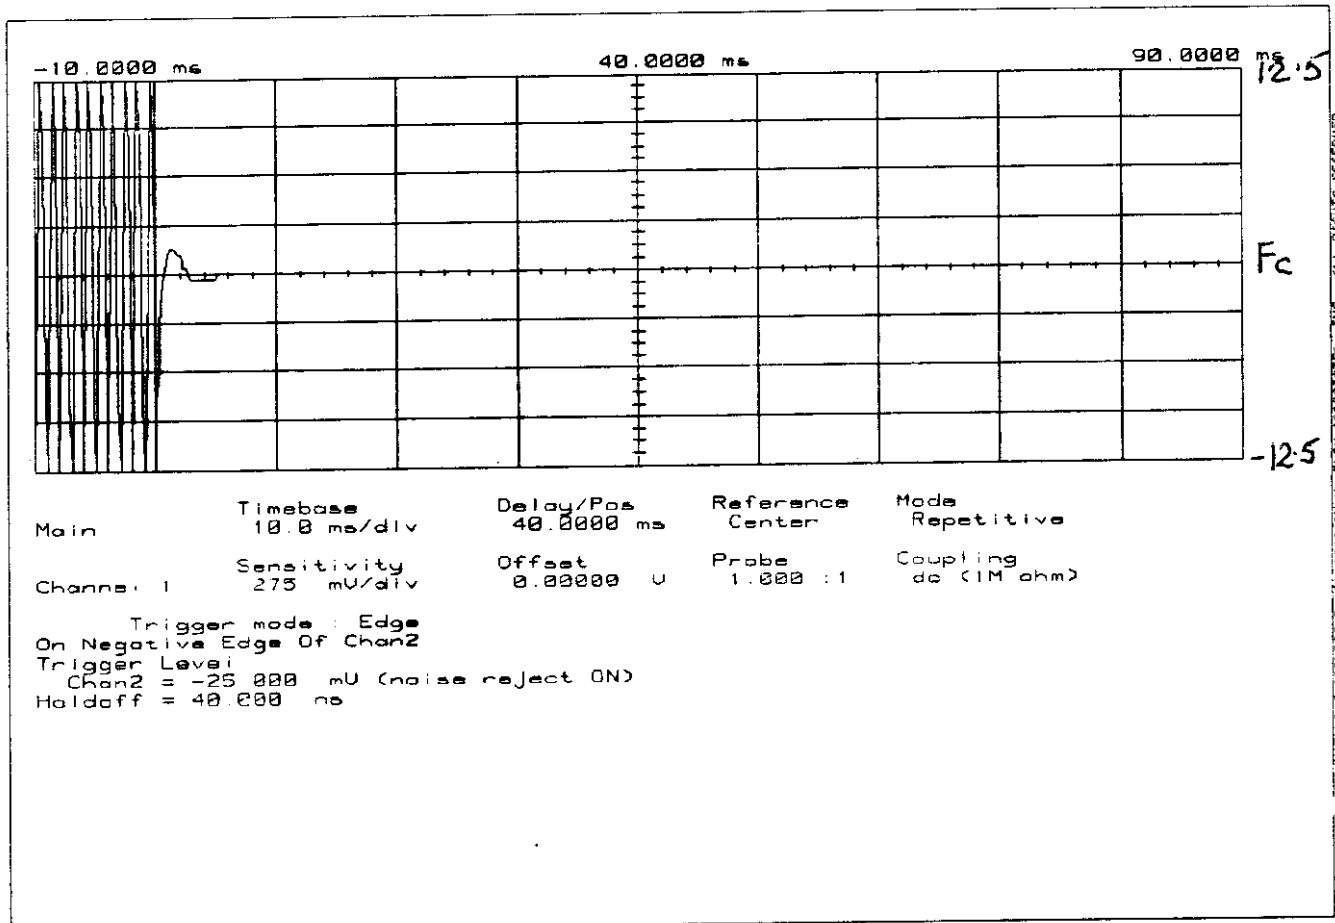 -10.0000 ms 40.0000 ms 90.0000 ms
12.5
Fc
-12.5
Timebase Delay/Pos Reference Mode
Main 10.0 ms/div 40.0000 ms Center Repetitive
Sensitivity Offset Probe Coupling
Channel 1 275 mV/div 0.00000 V 1.000 :1 dc (1M ohm)
Trigger mode : Edge
On Negative Edge Of Chan2
Trigger Level
Chan2 = -25.000 mV (noise reject ON)
Holdoff = 40.000 ns